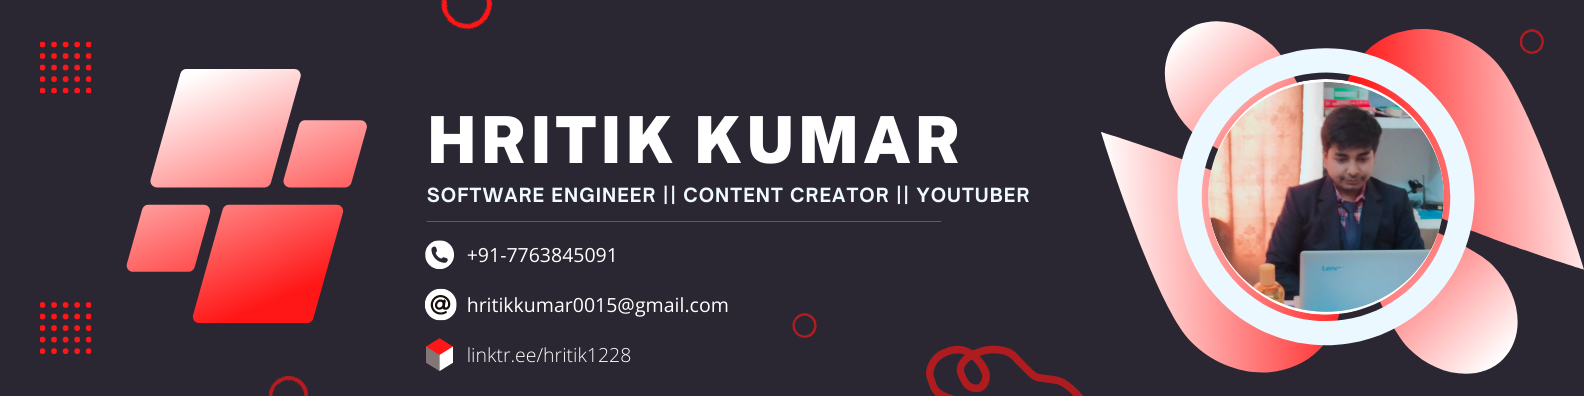 HRITIK KUMAR
SOFTWARE ENGINEER || CONTENT CREATOR || YOUTUBER
+91-7763845091
hritikkumar0015@gmail.com
linktr.ee/hritik1228